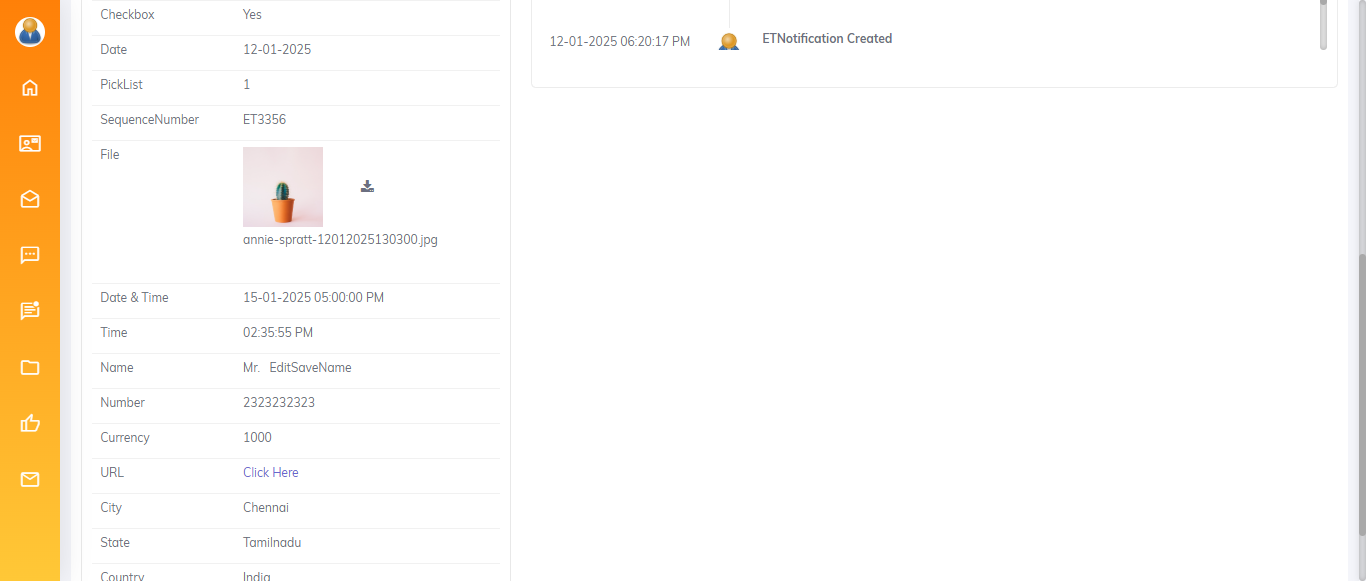 Checkbox Yes
Date 12-01-2025
PickList 1
SequenceNumber ET3356
File
annie-spratt-12012025130300.jpg
Date & Time 15-01-2025 05:00:00 PM
Time 02:35:55 PM
Name Mr. EditSaveName
Number 2323232323
Currency 1000
URL Click Here
City Chennai
State Tamilnadu
Country India
12-01-2025 06:20:17 PM ETNotification Created